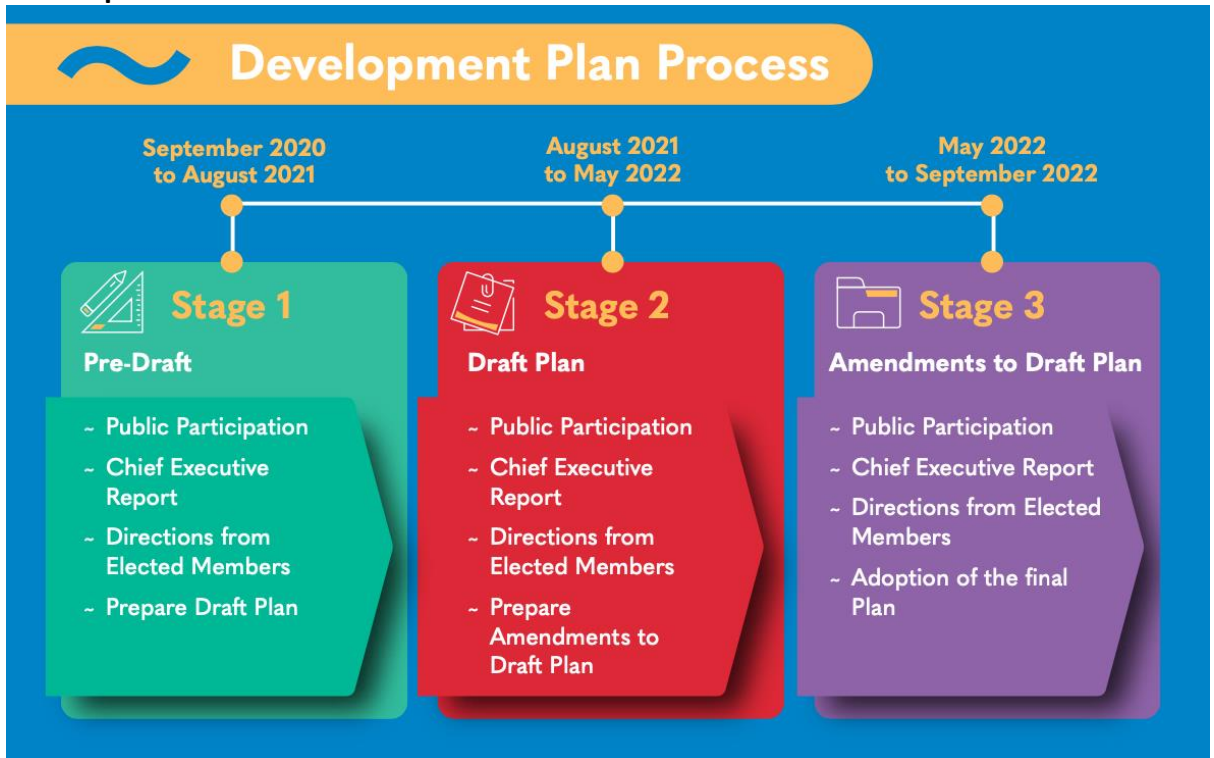 Development Plan Process
September 2020
to August 2021
August 2021
to May 2022
May 2022
to September 2022
Stage 1
Pre-Draft
~ Public Participation
~ Chief Executive
Report
~ Directions from
Elected Members
~ Prepare Draft Plan
Stage 2
Draft Plan
~ Public Participation
~ Chief Executive
Report
~ Directions from
Elected Members
~ Prepare
Amendments to
Draft Plan
Stage 3
Amendments to Draft Plan
~ Public Participation
~ Chief Executive Report
~ Directions from Elected
Members
~ Adoption of the final
Plan